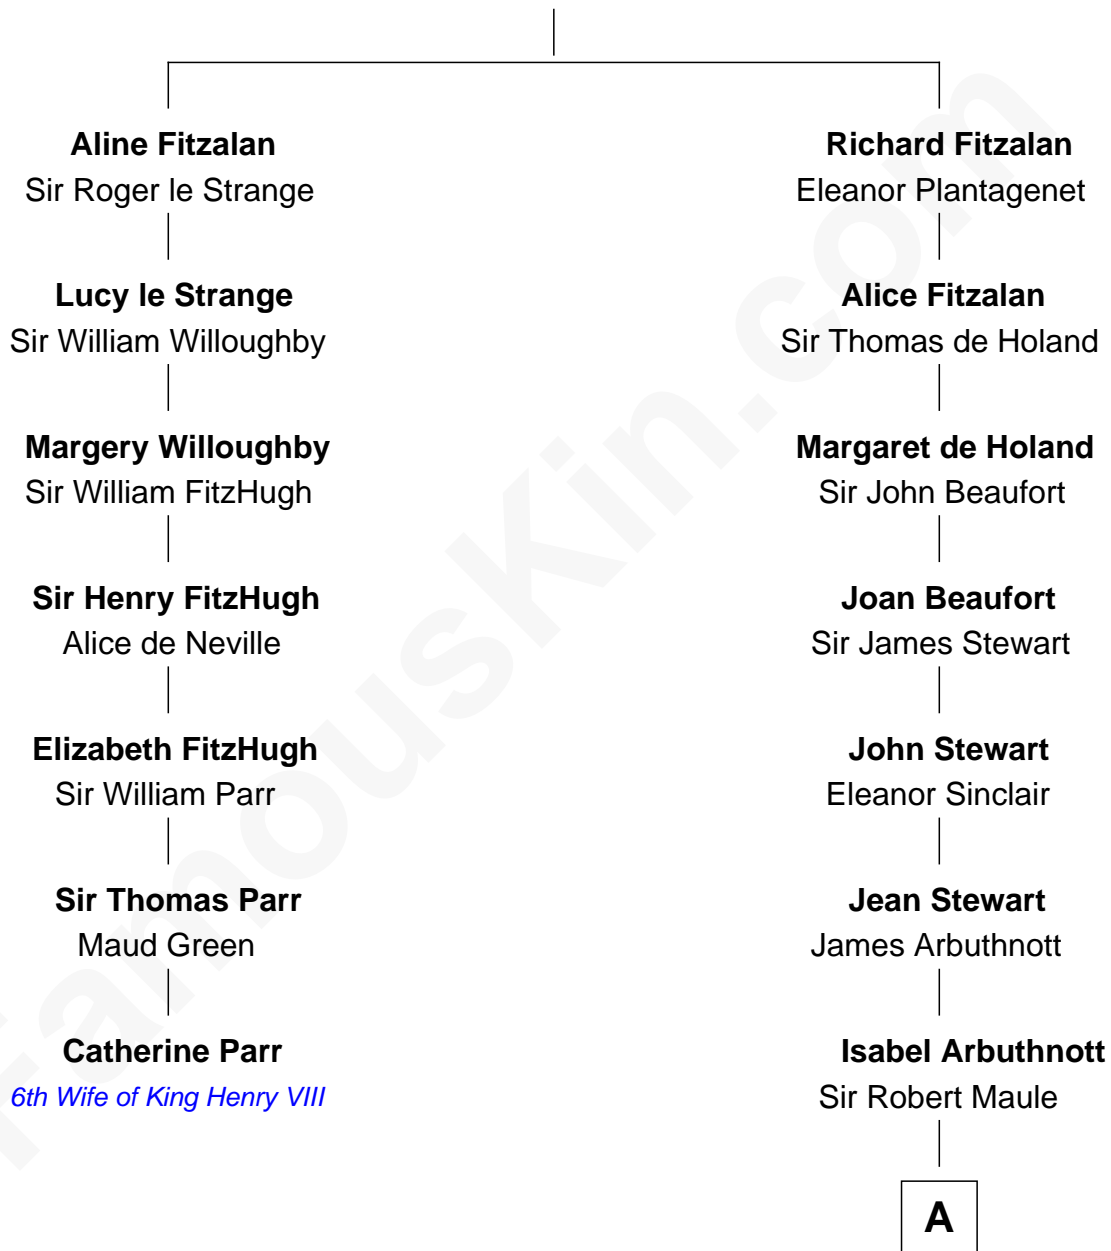 Aline Fitzalan
Sir Roger le Strange
Lucy le Strange
Sir William Willoughby
Margery Willoughby
Sir William FitzHugh
Sir Henry FitzHugh
Alice de Neville
Elizabeth FitzHugh
Sir William Parr
Sir Thomas Parr
Maud Green
Catherine Parr
6th Wife of King Henry VIII
Richard Fitzalan
Eleanor Plantagenet
Alice Fitzalan
Sir Thomas de Holand
Margaret de Holand
Sir John Beaufort
Joan Beaufort
Sir James Stewart
John Stewart
Eleanor Sinclair
Jean Stewart
James Arbuthnott
Isabel Arbuthnott
Sir Robert Maule
A
FamousKin.com